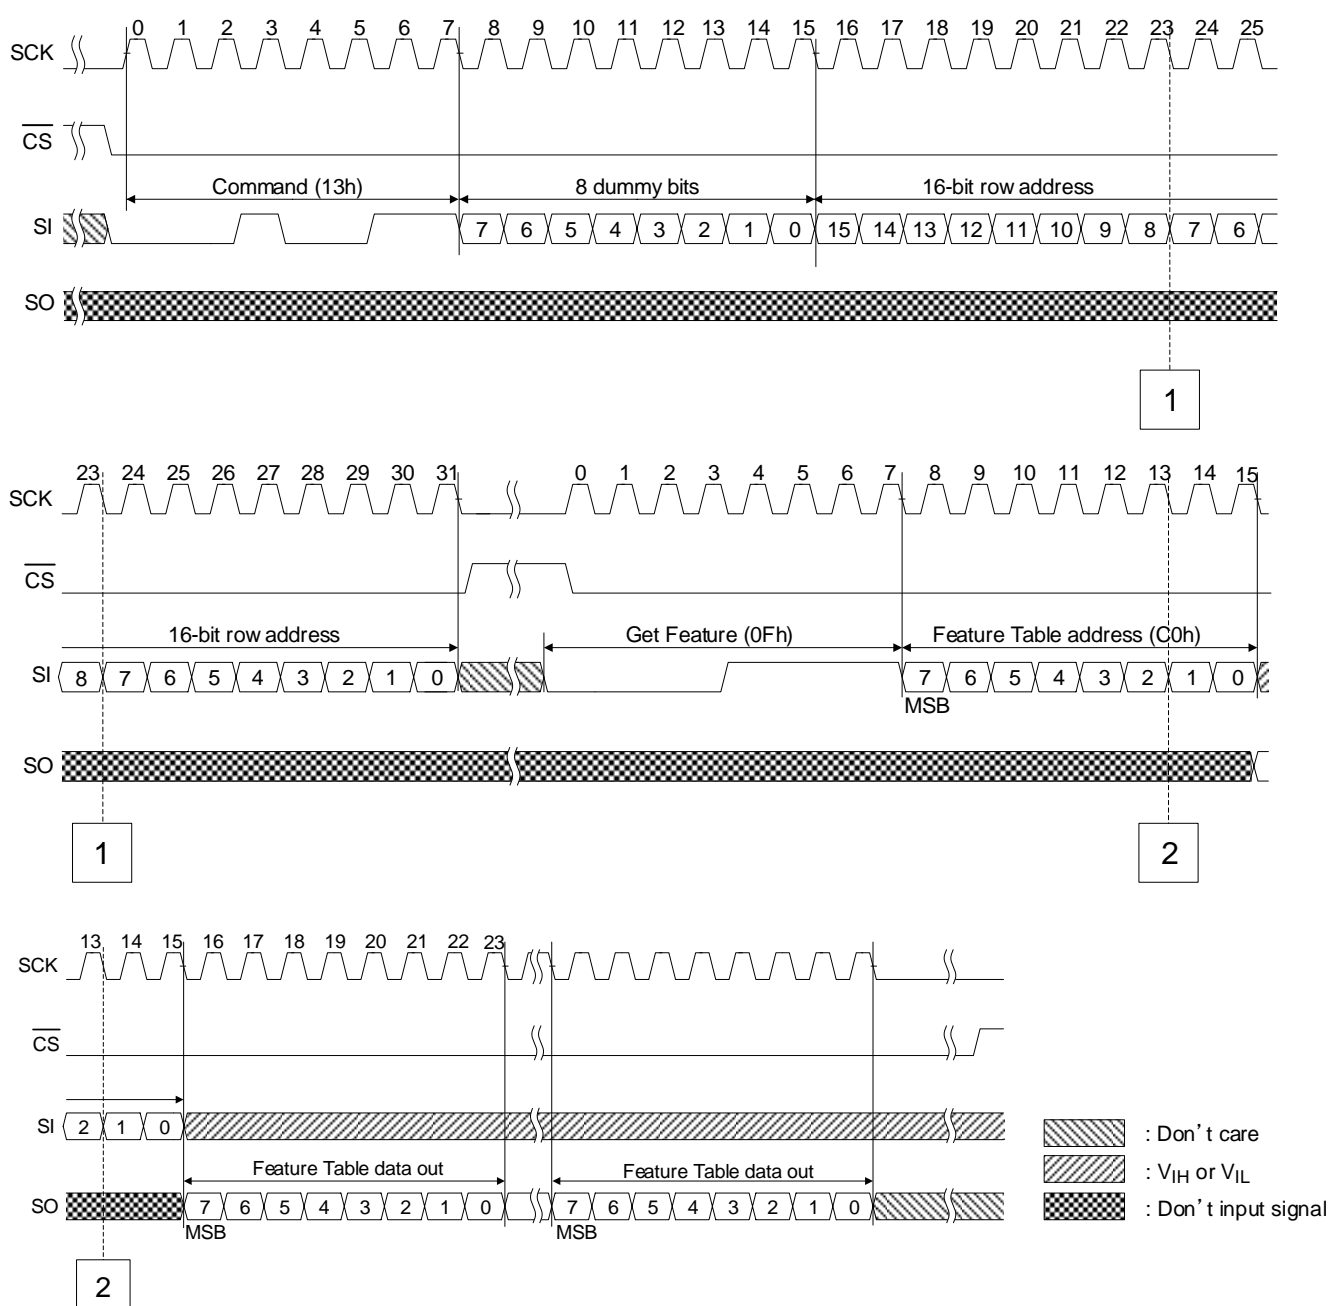 0 1 2 3 4 5 6 7 8 9 10 11 12 13 14 15 16 17 18 19 20 21 22 23 24 25
SCK
CS
Command (13h) 8 dummy bits 16-bit row address
SI 7 6 5 4 3 2 1 0 15 14 13 12 11 10 9 8 7 6
SO
1
23 24 25 26 27 28 29 30 31 0 1 2 3 4 5 6 7 8 9 10 11 12 13 14 15
SCK
CS
16-bit row address Get Feature (0Fh) Feature Table address (C0h)
SI 8 7 6 5 4 3 2 1 0 7 6 5 4 3 2 1 0
MSB
SO
1 2
13 14 15 16 17 18 19 20 21 22 23
SCK
CS
SI 2 1 0
: Don't care
Feature Table data out Feature Table data out
: VIH or VIL
SO 7 6 5 4 3 2 1 0 7 6 5 4 3 2 1 0
: Don't input signal
MSB MSB
2